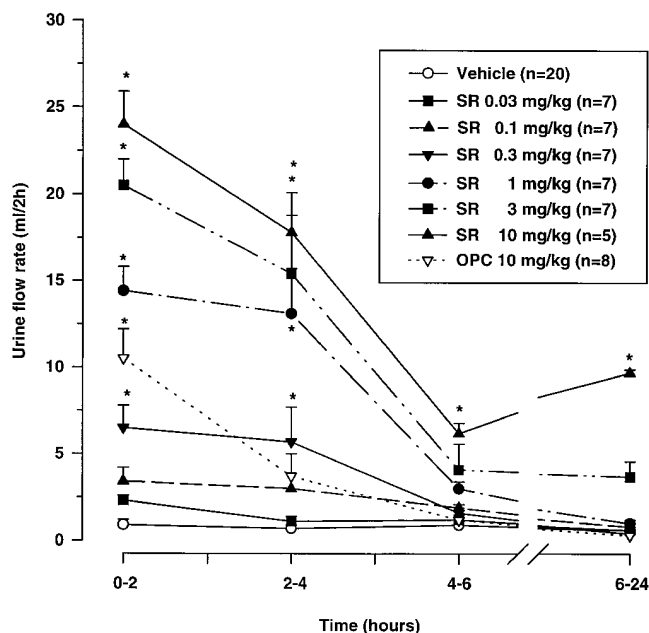 30
25
20
15
10
5
0
Urine flow rate (ml/2h)
* * * * * * * * * * *
Vehicle (n=20)
SR 0.03 mg/kg (n=7)
SR 0.1 mg/kg (n=7)
SR 0.3 mg/kg (n=7)
SR 1 mg/kg (n=7)
SR 3 mg/kg (n=7)
SR 10 mg/kg (n=5)
OPC 10 mg/kg (n=8)
0-2 2-4 4-6 6-24
Time (hours)